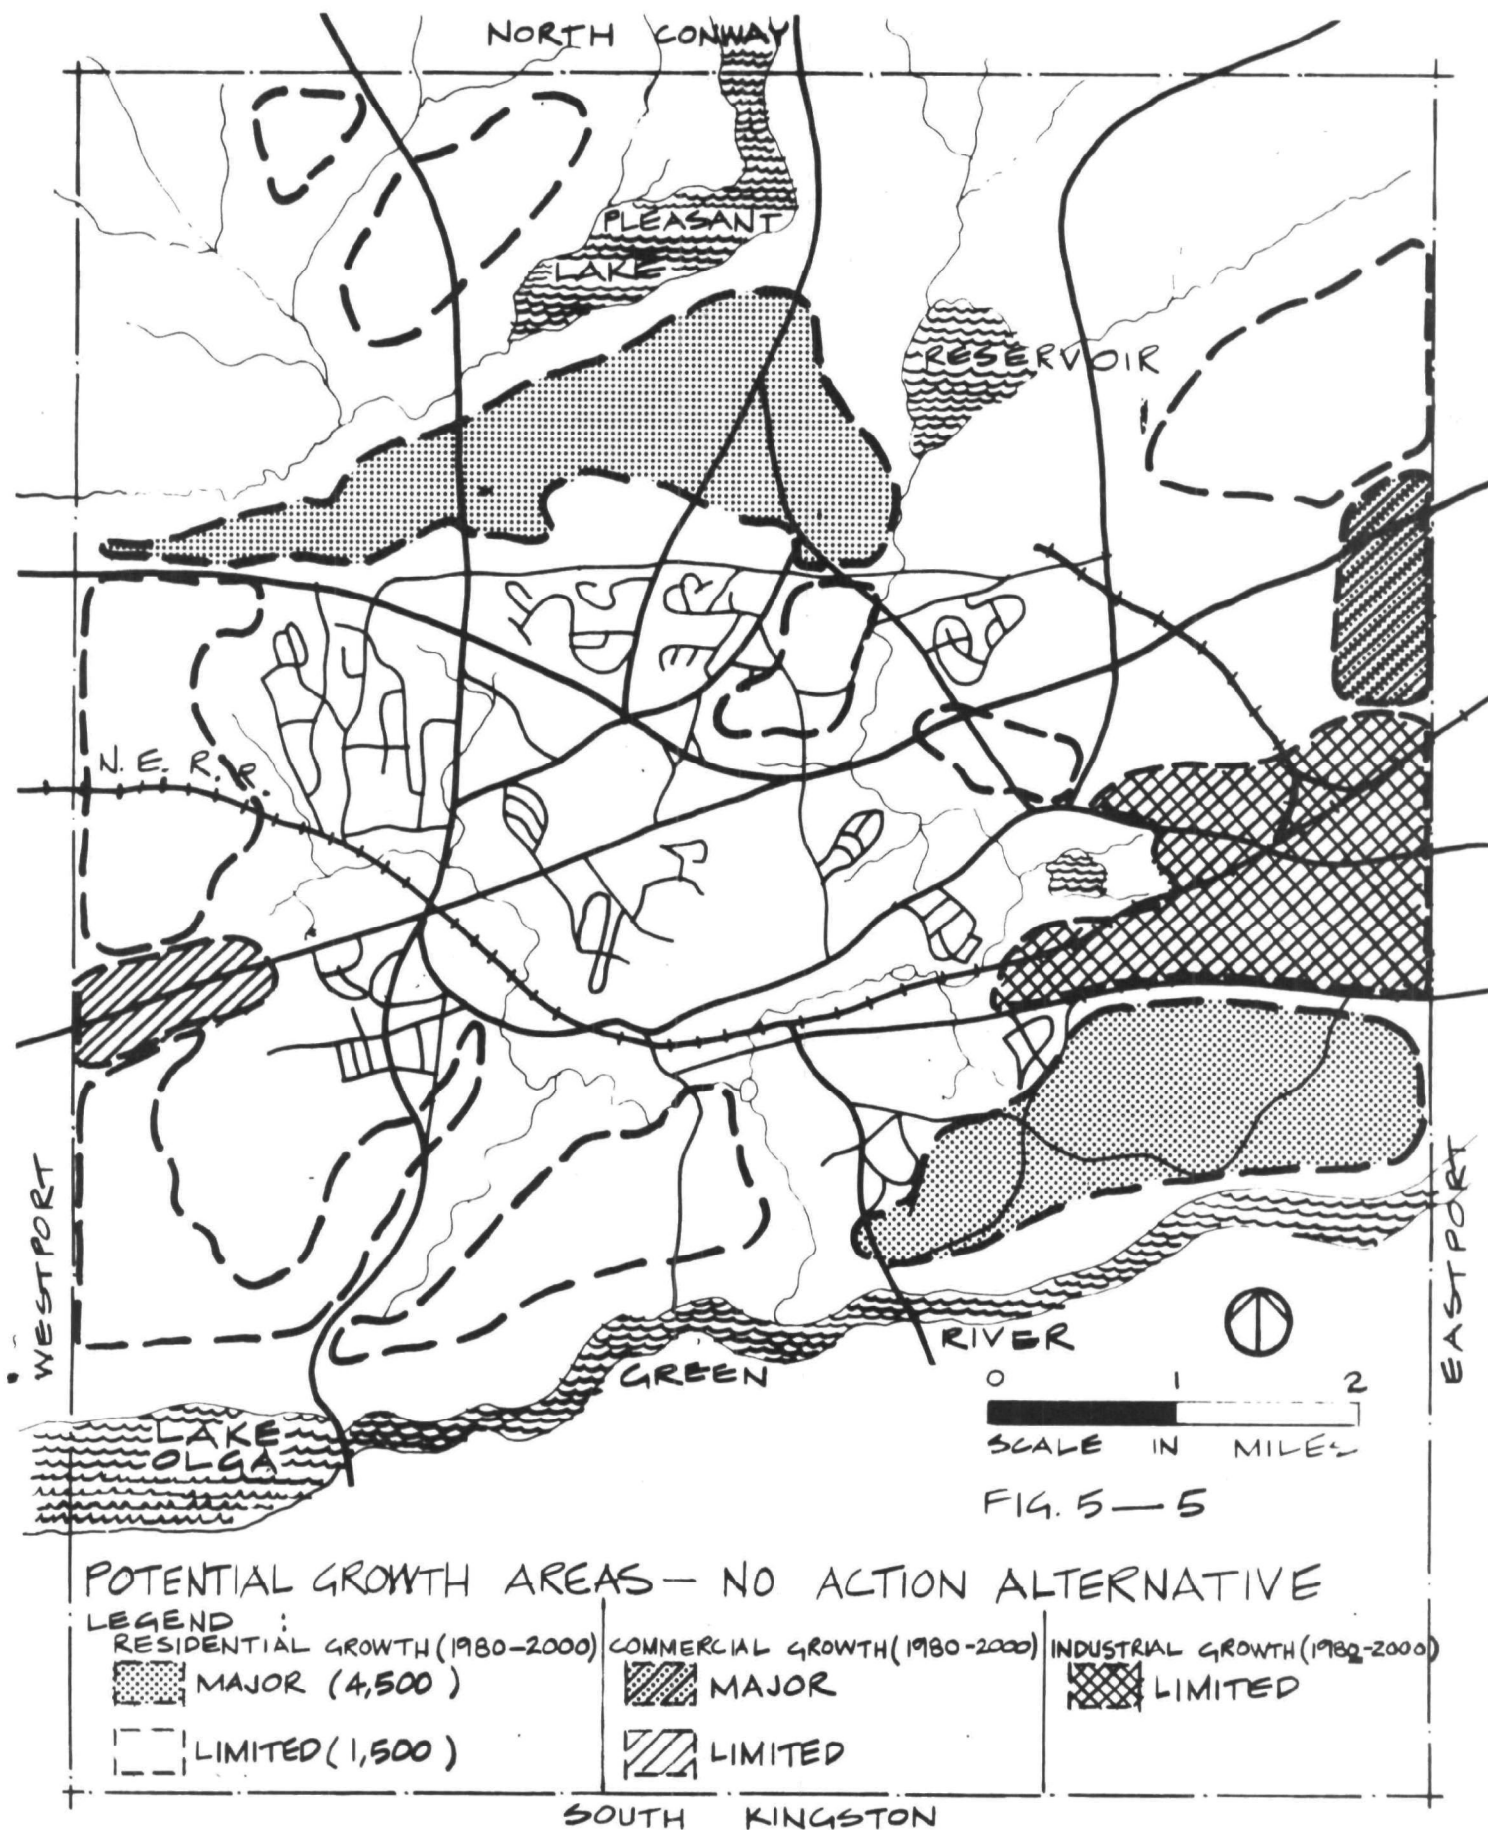 NORTH CONWAY
PLEASANT
LAKE
RESERVOIR
N. E. R. R.
WESTPORT
EASTPORT
RIVER
GREEN
LAKE
OLGA
0 1 2
SCALE IN MILES
FIG. 5—5
POTENTIAL GROWTH AREAS — NO ACTION ALTERNATIVE
LEGEND :
RESIDENTIAL GROWTH (1980-2000)
MAJOR (4,500)
LIMITED (1,500)
COMMERCIAL GROWTH (1980-2000)
MAJOR
LIMITED
INDUSTRIAL GROWTH (1980-2000)
LIMITED
SOUTH KINGSTON